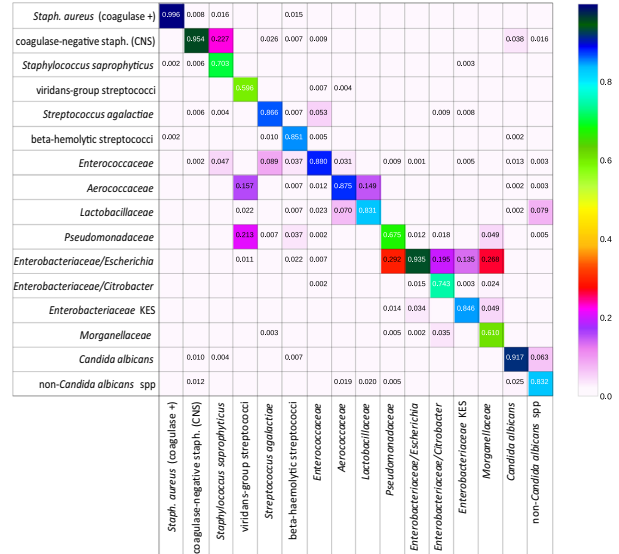 Staph. aureus (coagulase +) 0.996 0.008 0.016 0.015
coagulase-negative staph. (CNS) 0.954 0.227 0.026 0.007 0.009 0.038 0.016
Staphylococcus saprophyticus 0.002 0.006 0.703 0.003
viridans-group streptococci 0.596 0.007 0.004
Streptococcus agalactiae 0.006 0.004 0.866 0.007 0.053 0.009 0.008
beta-hemolytic streptococci 0.002 0.010 0.851 0.005 0.002
Enterococcaceae 0.002 0.047 0.089 0.037 0.880 0.031 0.009 0.001 0.005 0.013 0.003
Aerococcaceae 0.157 0.007 0.012 0.875 0.149 0.002 0.003
Lactobacillaceae 0.022 0.007 0.023 0.070 0.831 0.002 0.079
Pseudomonadaceae 0.213 0.007 0.037 0.002 0.875 0.012 0.018 0.049 0.005
Enterobacteriaceae/Escherichia 0.011 0.022 0.007 0.292 0.935 0.195 0.135 0.268
Enterobacteriaceae/Citrobacter 0.002 0.015 0.743 0.003 0.024
Enterobacteriaceae KES 0.014 0.034 0.846 0.049
Morganellaceae 0.003 0.005 0.002 0.035 0.610
Candida albicans 0.010 0.004 0.007 0.917 0.063
non-Candida albicans spp 0.012 0.019 0.020 0.005 0.025 0.832
Staph. aureus (coagulase +)
coagulase-negative staph. (CNS)
Staphylococcus saprophyticus
viridans-group streptococci
Streptococcus agalactiae
beta-haemolytic streptococci
Enterococcaceae
Aerococcaceae
Lactobacillaceae
Pseudomonadaceae
Enterobacteriaceae/Escherichia
Enterobacteriaceae/Citrobacter
Enterobacteriaceae KES
Morganellaceae
Candida albicans
non-Candida albicans spp
0.8
0.6
0.4
0.2
0.0